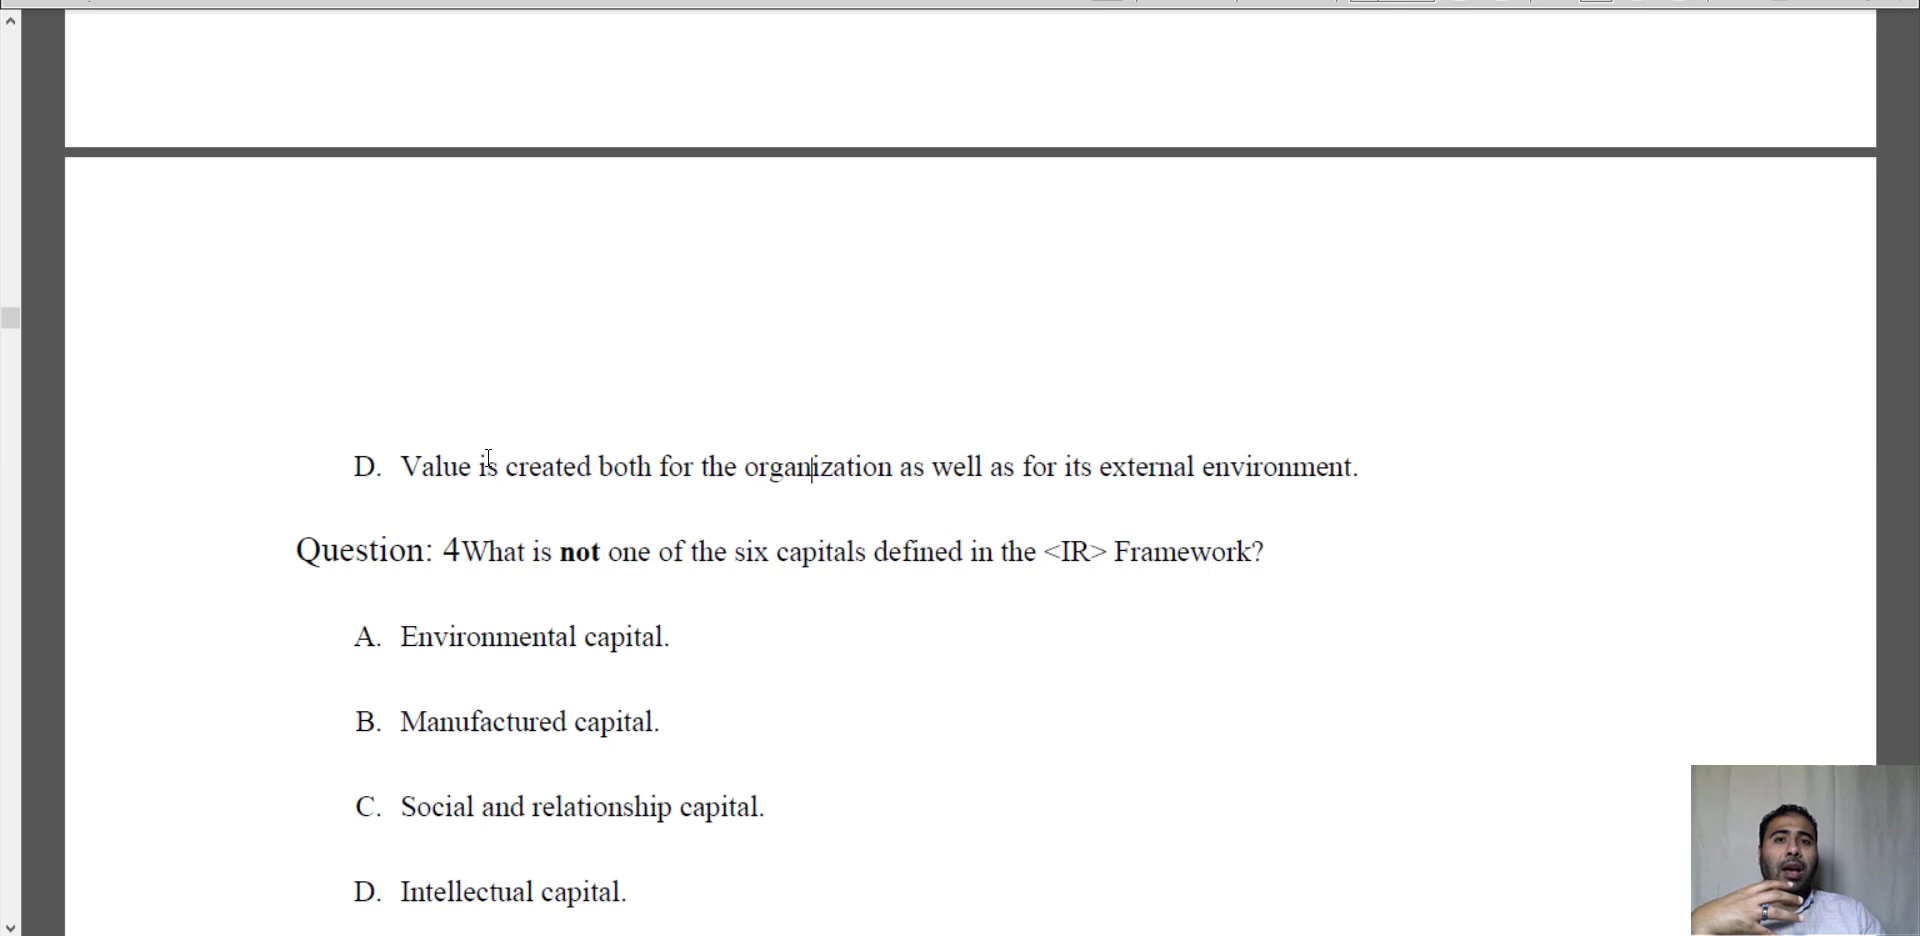 D. Value is created both for the organization as well as for its external environment.
Question: 4What is not one of the six capitals defined in the <IR> Framework?
A. Environmental capital.
B. Manufactured capital.
C. Social and relationship capital.
D. Intellectual capital.